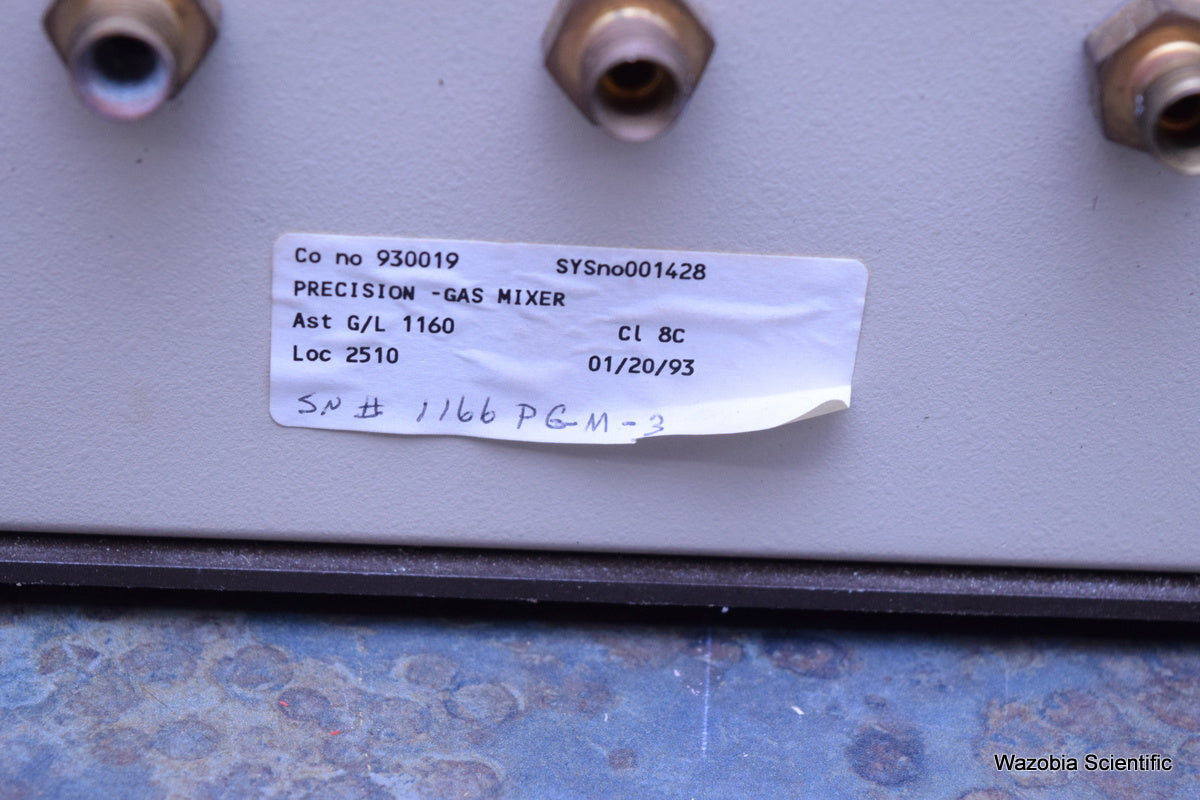 Co no 930019 SYSno001428
PRECISION -GAS MIXER
Ast G/L 1160 Cl 8C
Loc 2510 01/20/93
SN # 1166 PGM-3
Wazobia Scientific